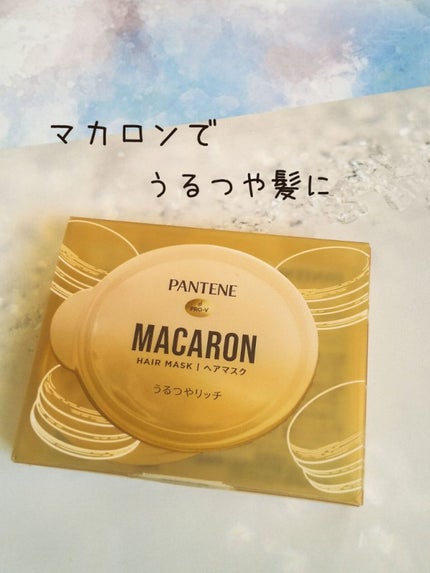 マカロンで
うるつや髪に
PANTENE
PRO-V
MACARON
HAIR MASK | ヘアマスク
うるつやリッチ